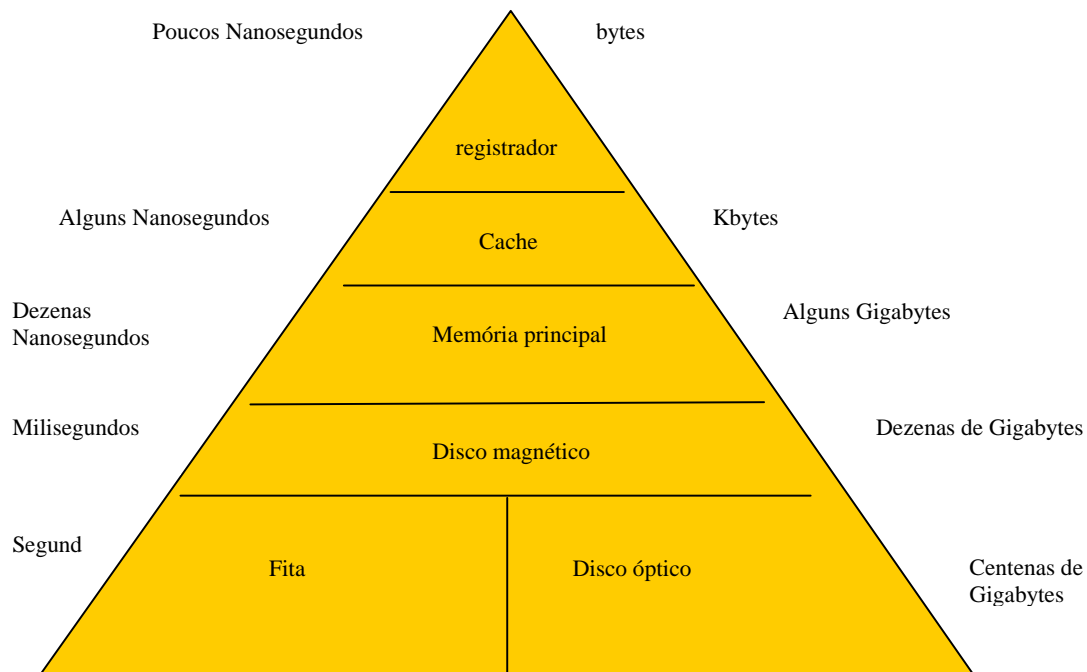 Poucos Nanosegundos
bytes
registrador
Alguns Nanosegundos
Kbytes
Cache
Dezenas
Nanosegundos
Alguns Gigabytes
Memória principal
Milisegundos
Dezenas de Gigabytes
Disco magnético
Segund
Fita
Disco óptico
Centenas de
Gigabytes